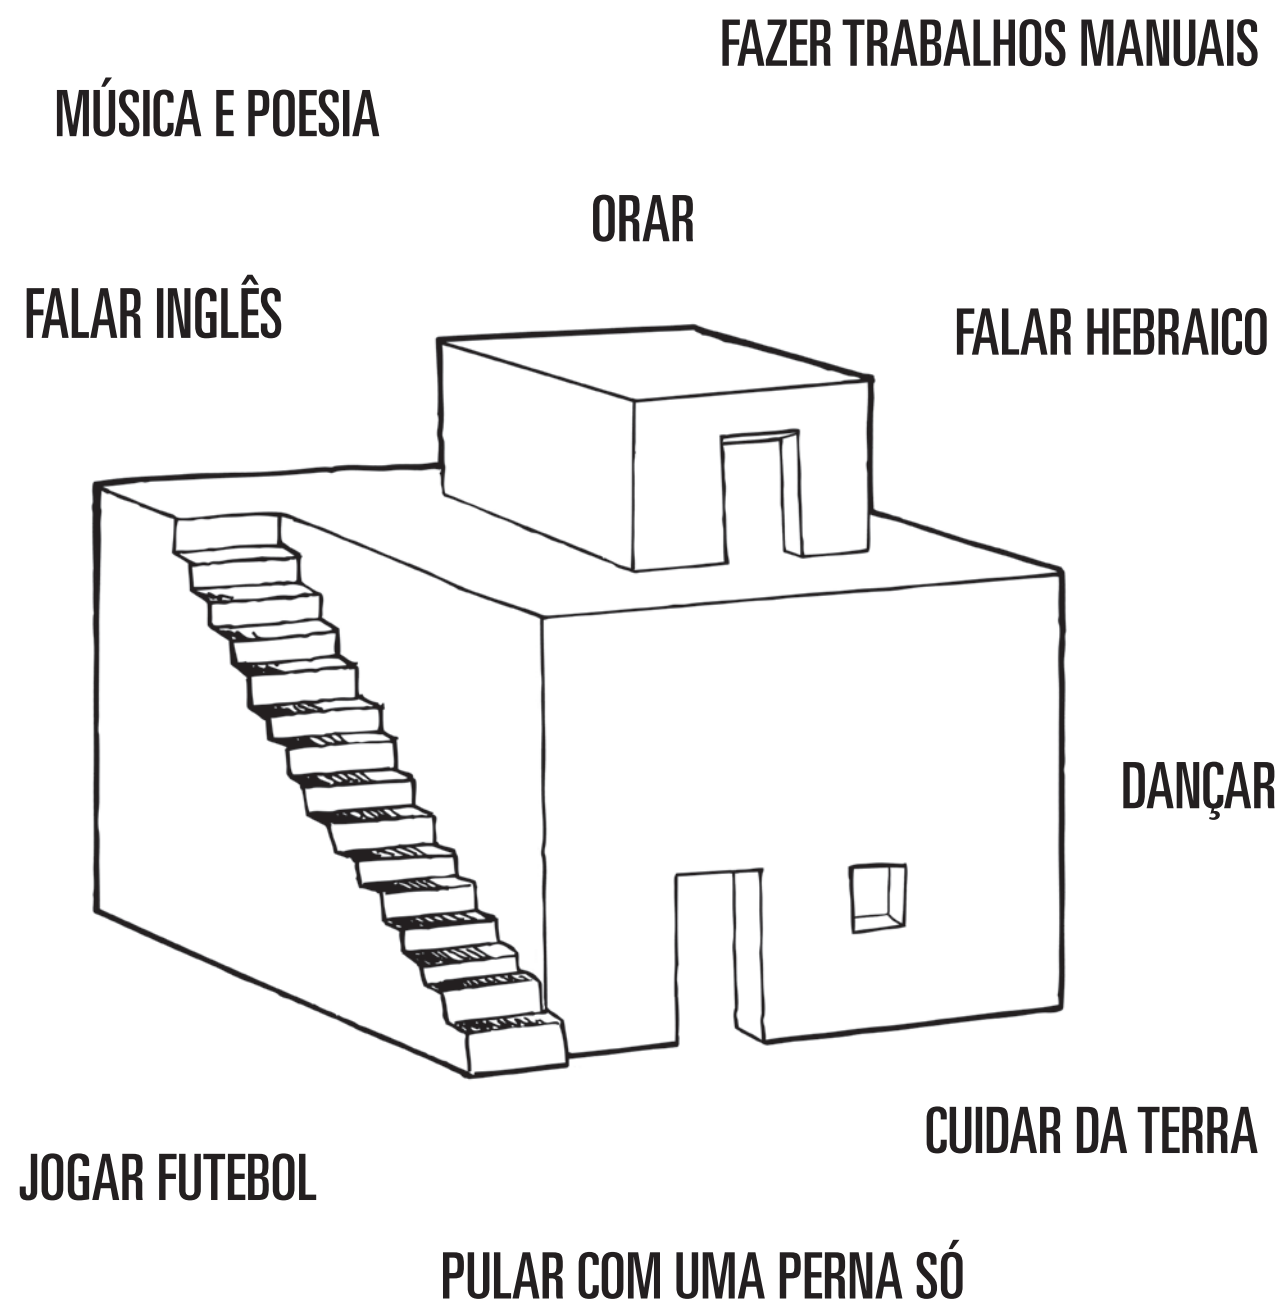 FAZER TRABALHOS MANUAIS
MÚSICA E POESIA
ORAR
FALAR INGLÊS
FALAR HEBRAICO
DANÇAR
CUIDAR DA TERRA
JOGAR FUTEBOL
PULAR COM UMA PERNA SÓ